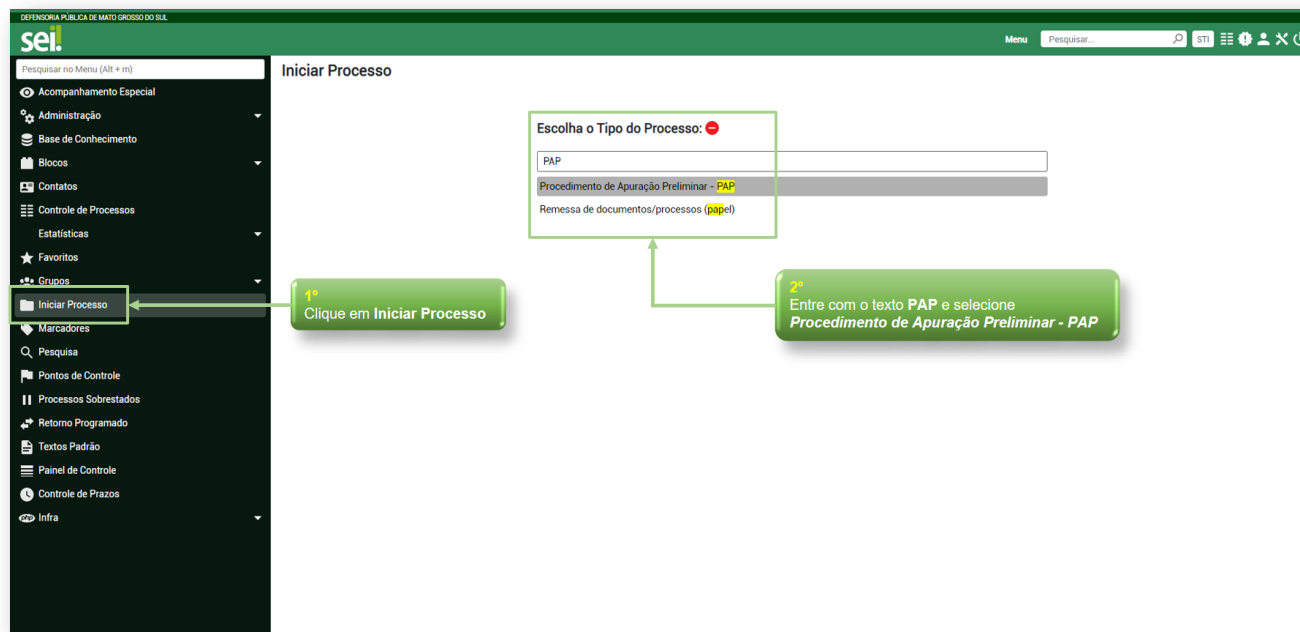 DEFENSORIA PÚBLICA DE MATO GROSSO DO SUL
sei!
Menu
Pesquisar...
STI
Pesquisar no Menu (Alt + m)
Acompanhamento Especial
Administração
Base de Conhecimento
Blocos
Contatos
Controle de Processos
Estatísticas
Favoritos
Grupos
Iniciar Processo
Marcadores
Pesquisa
Pontos de Controle
Processos Sobrestados
Retorno Programado
Textos Padrão
Painel de Controle
Controle de Prazos
php Infra
Iniciar Processo
Escolha o Tipo do Processo:
PAP
Procedimento de Apuração Preliminar - PAP
Remessa de documentos/processos (papel)
1º
Clique em Iniciar Processo
2º
Entre com o texto PAP e selecione
Procedimento de Apuração Preliminar - PAP